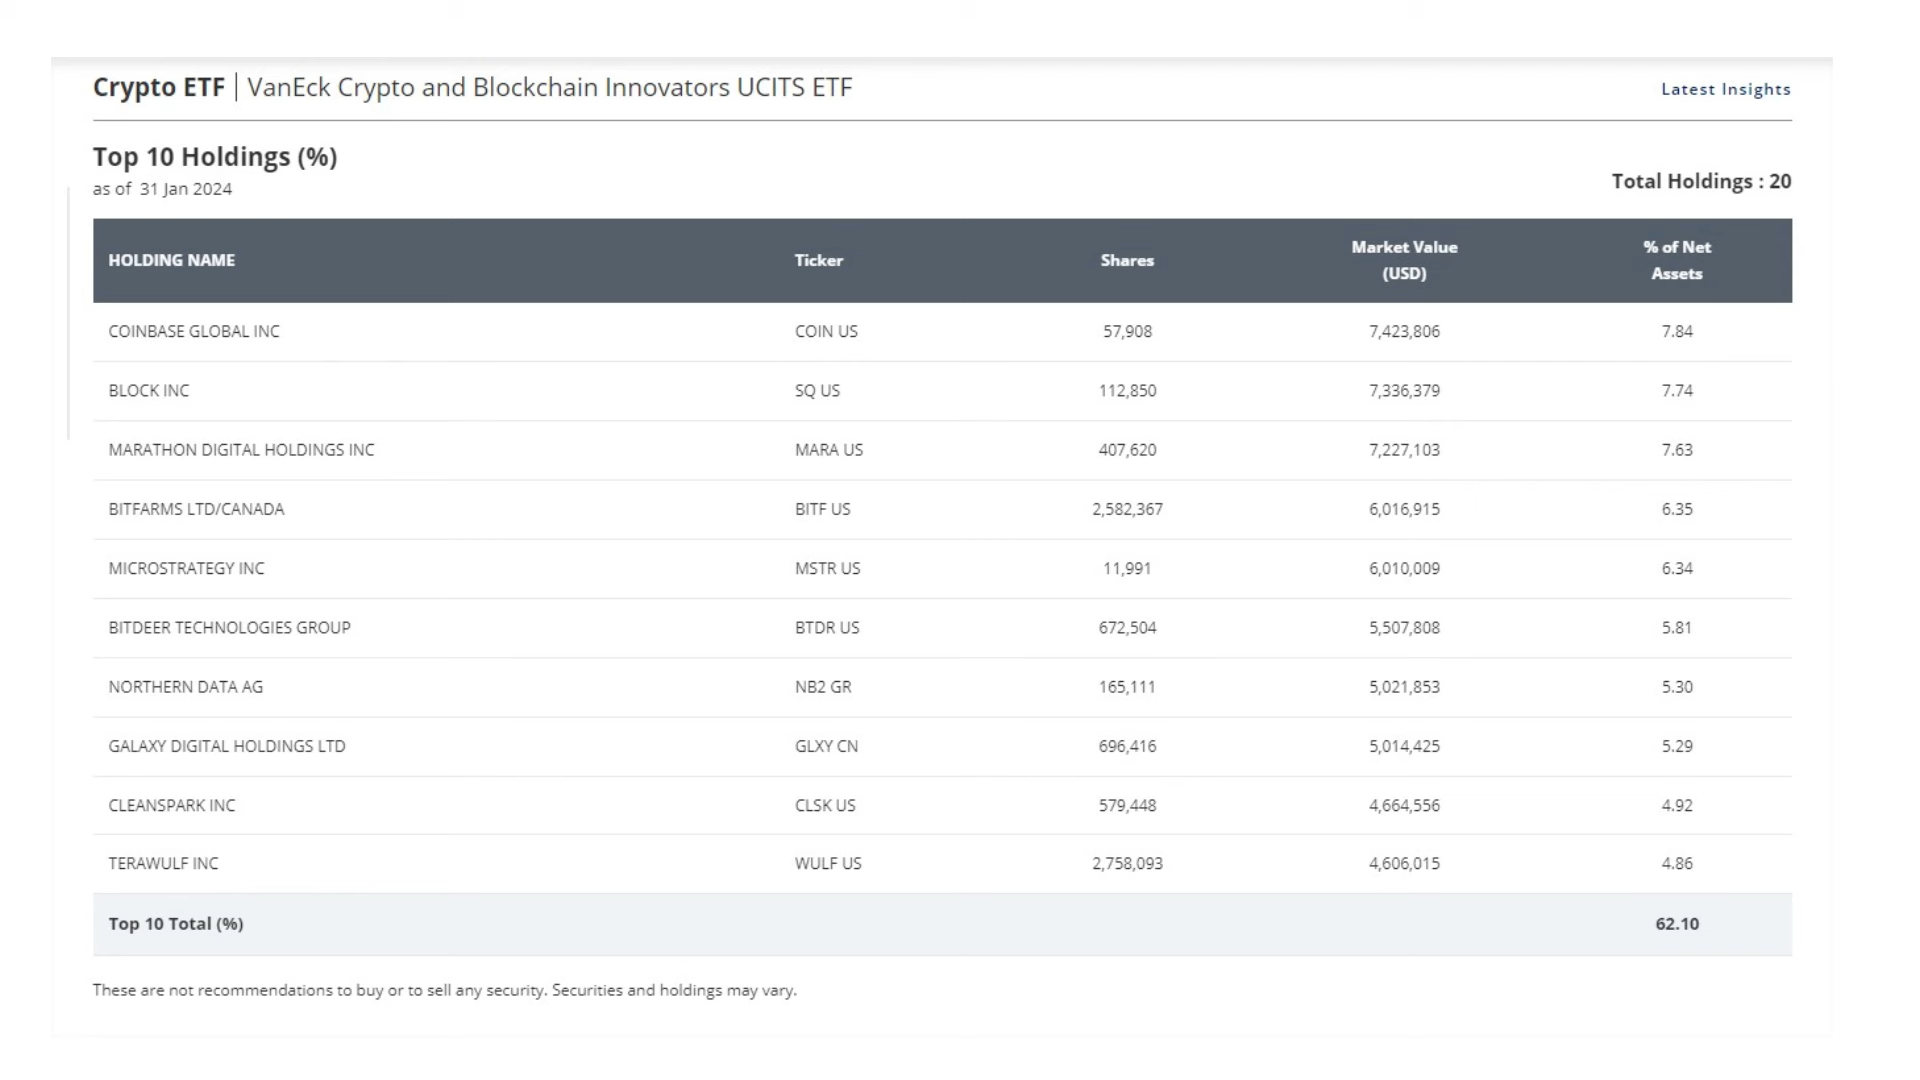 Crypto ETF | VanEck Crypto and Blockchain Innovators UCITS ETF Latest Insights
Top 10 Holdings (%)
as of 31 Jan 2024
Total Holdings : 20
HOLDING NAME Ticker Shares Market Value (USD) % of Net Assets
COINBASE GLOBAL INC COIN US 57,908 7,423,806 7.84
BLOCK INC SQ US 112,850 7,336,379 7.74
MARATHON DIGITAL HOLDINGS INC MARA US 407,620 7,227,103 7.63
BITFARMS LTD/CANADA BITF US 2,582,367 6,016,915 6.35
MICROSTRATEGY INC MSTR US 11,991 6,010,009 6.34
BITDEER TECHNOLOGIES GROUP BTDR US 672,504 5,507,808 5.81
NORTHERN DATA AG NB2 GR 165,111 5,021,853 5.30
GALAXY DIGITAL HOLDINGS LTD GLXY CN 696,416 5,014,425 5.29
CLEANSPARK INC CLSK US 579,448 4,664,556 4.92
TERAWULF INC WULF US 2,758,093 4,606,015 4.86
Top 10 Total (%) 62.10
These are not recommendations to buy or to sell any security. Securities and holdings may vary.